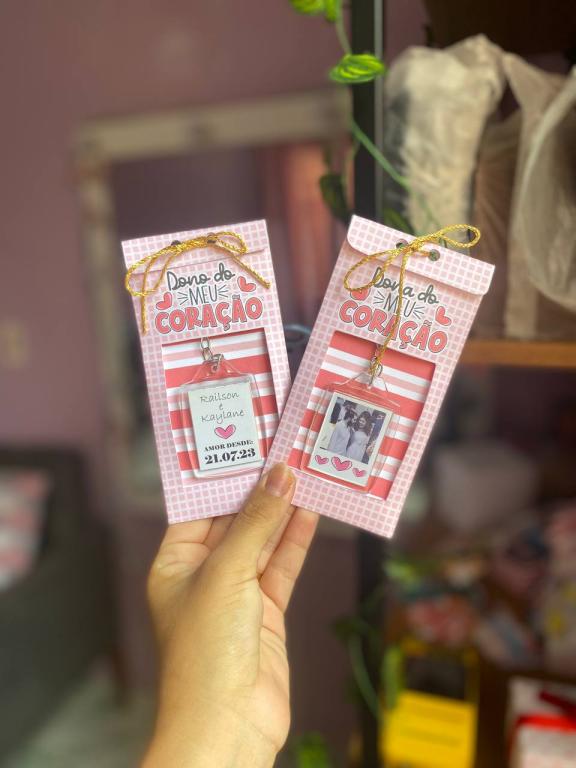 Dono do
MEU
CORAÇÃO
Railson
e
Kaylane
AMOR DESDE:
21.07.23
Dona do
MEU
CORAÇÃO